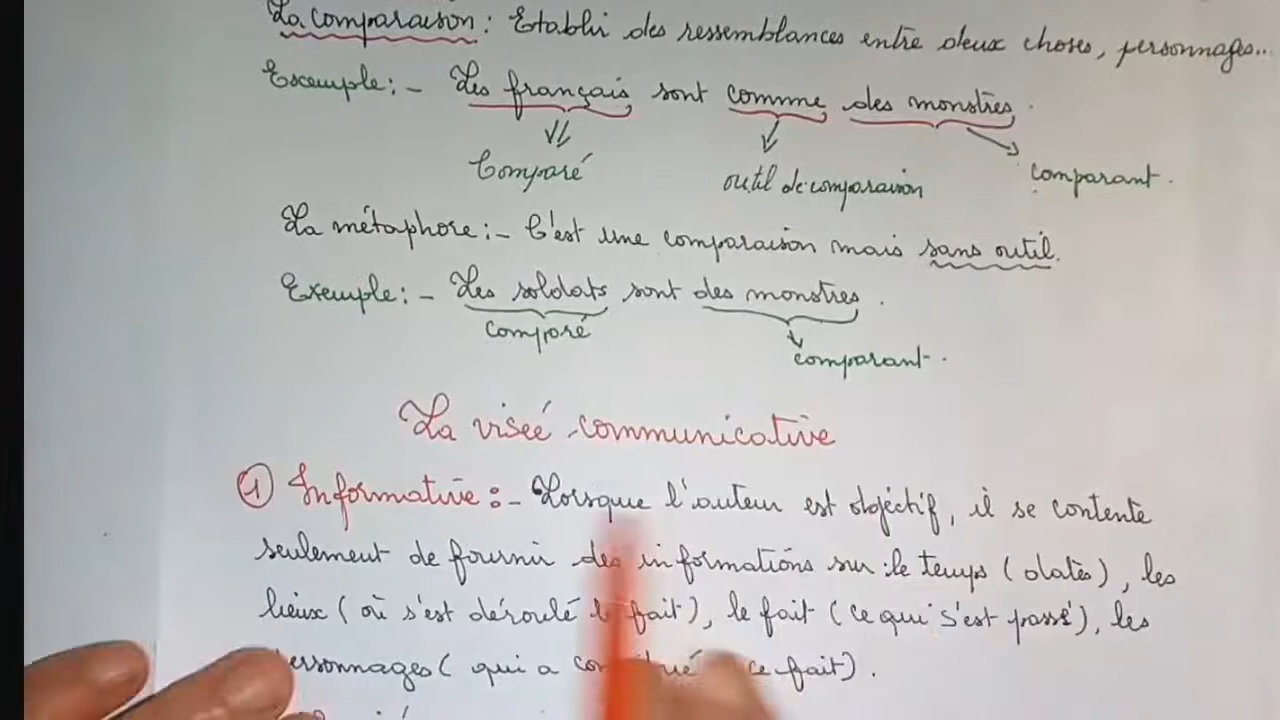 La comparaison : Etablir des ressemblances entre deux choses, personnages...
Exemple : - Les français sont comme des monstres.
Comparé outil de comparaison comparant.
La métaphore : - C'est une comparaison mais sans outil.
Exemple : - Les soldats sont des monstres.
comparé
comparant.
La viseé communicative
① Informative : - Lorsque l'auteur est objéctif, il se contente
seulement de fournir des informations sur le temps (dates), les
lieux (où s'est déroulé le fait), le fait (ce qui s'est passé), les
personnages (qui a ce fait).